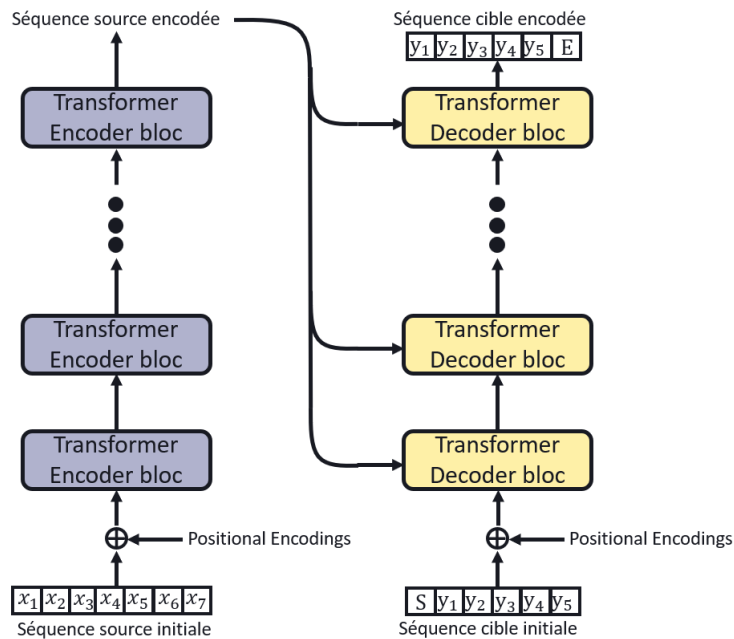 Séquence source encodée
Séquence cible encodée
y1 y2 y3 y4 y5 E
Transformer
Encoder bloc
Transformer
Decoder bloc
Transformer
Encoder bloc
Transformer
Decoder bloc
Transformer
Encoder bloc
Transformer
Decoder bloc
Positional Encodings
Positional Encodings
x1 x2 x3 x4 x5 x6 x7
S y1 y2 y3 y4 y5
Séquence source initiale
Séquence cible initiale